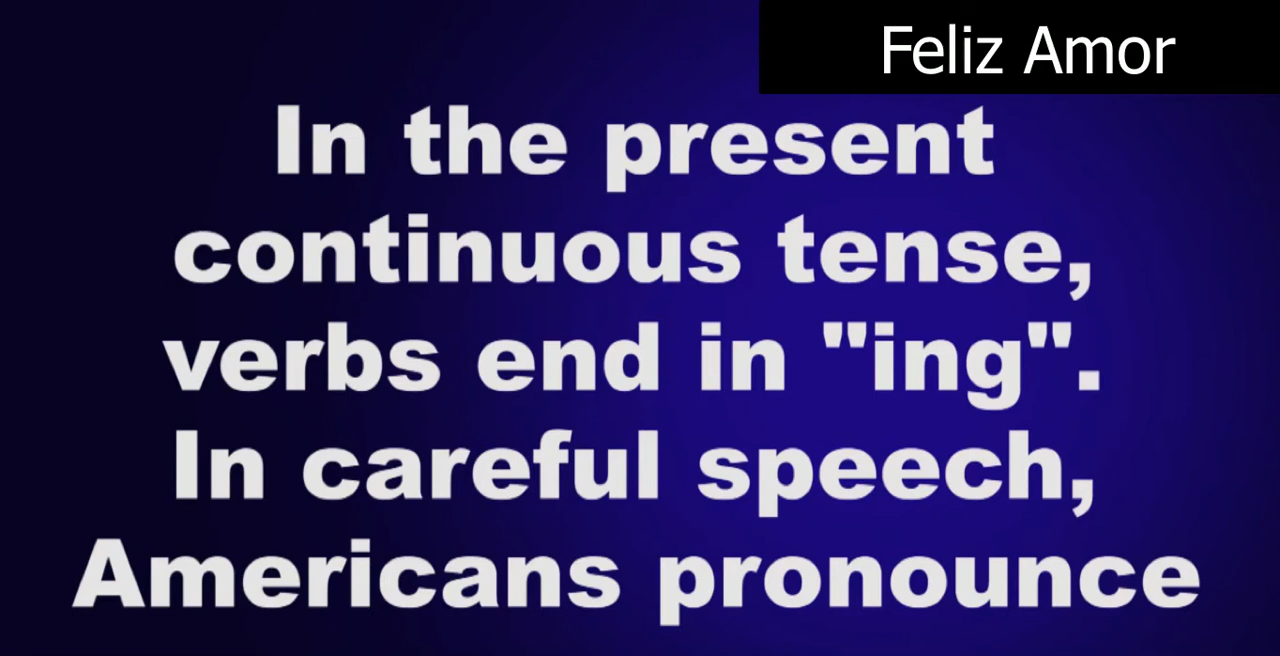 Feliz Amor
In the present
continuous tense,
verbs end in "ing".
In careful speech,
Americans pronounce